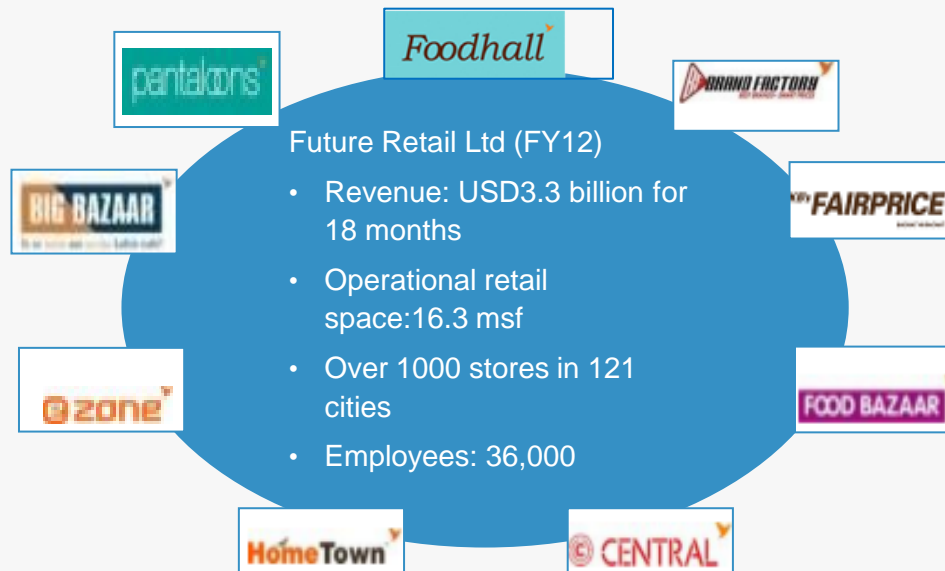 Foodhall
pantaloons
BRAND FACTORY
BIG BAZAAR
FAIRPRICE
Future Retail Ltd (FY12)
• Revenue: USD3.3 billion for
18 months
• Operational retail
space:16.3 msf
• Over 1000 stores in 121
cities
• Employees: 36,000
ezone
FOOD BAZAAR
HomeTown
© CENTRAL